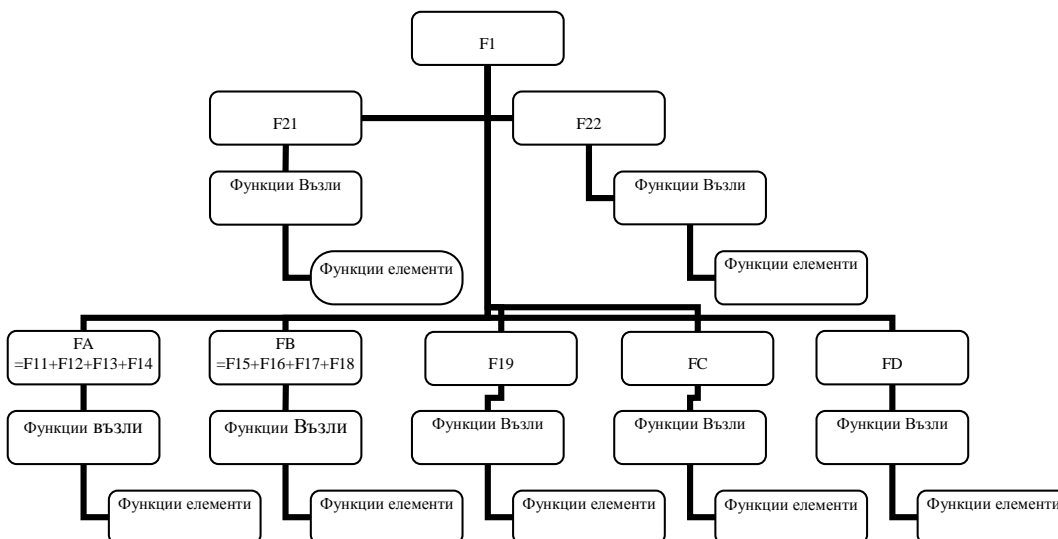 F1
F21
F22
Функции Възли
Функции Възли
Функции елементи
Функции елементи
FA
=F11+F12+F13+F14
FB
=F15+F16+F17+F18
F19
FC
FD
Функции възли
Функции Възли
Функции Възли
Функции Възли
Функции Възли
Функции елементи
Функции елементи
Функции елементи
Функции елементи
Функции елементи